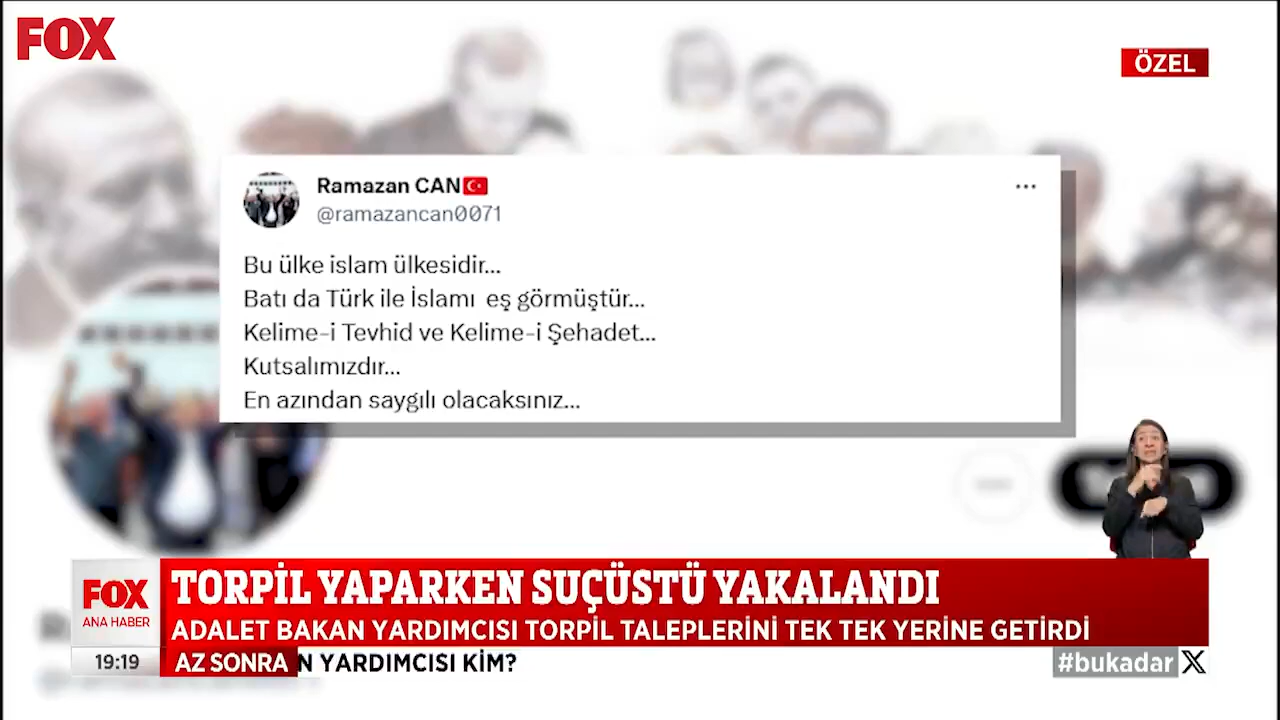 FOX
ÖZEL
Ramazan CAN
@ramazancan0071
Bu ülke islam ülkesidir...
Batı da Türk ile İslamı eş görmüştür...
Kelime-i Tevhid ve Kelime-i Şehadet...
Kutsalımızdır...
En azından saygılı olacaksınız...
FOX
ANA HABER
TORPİL YAPARKEN SUÇÜSTÜ YAKALANDI
ADALET BAKAN YARDIMCISI TORPİL TALEPLERİNİ TEK TEK YERİNE GETİRDİ
19:19
AZ SONRA N YARDIMCISI KİM?
#bukadar X